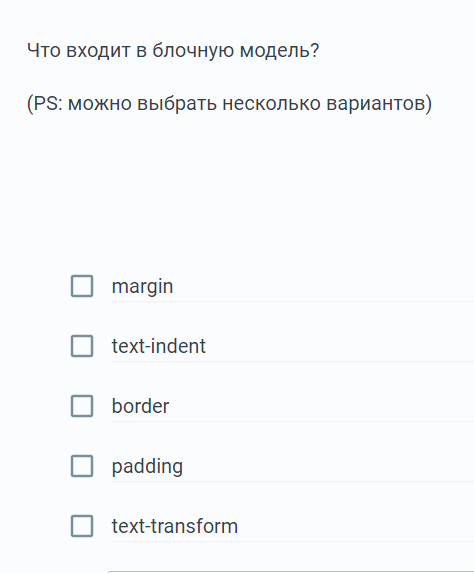 Что входит в блочную модель?
(PS: можно выбрать несколько вариантов)
margin
text-indent
border
padding
text-transform